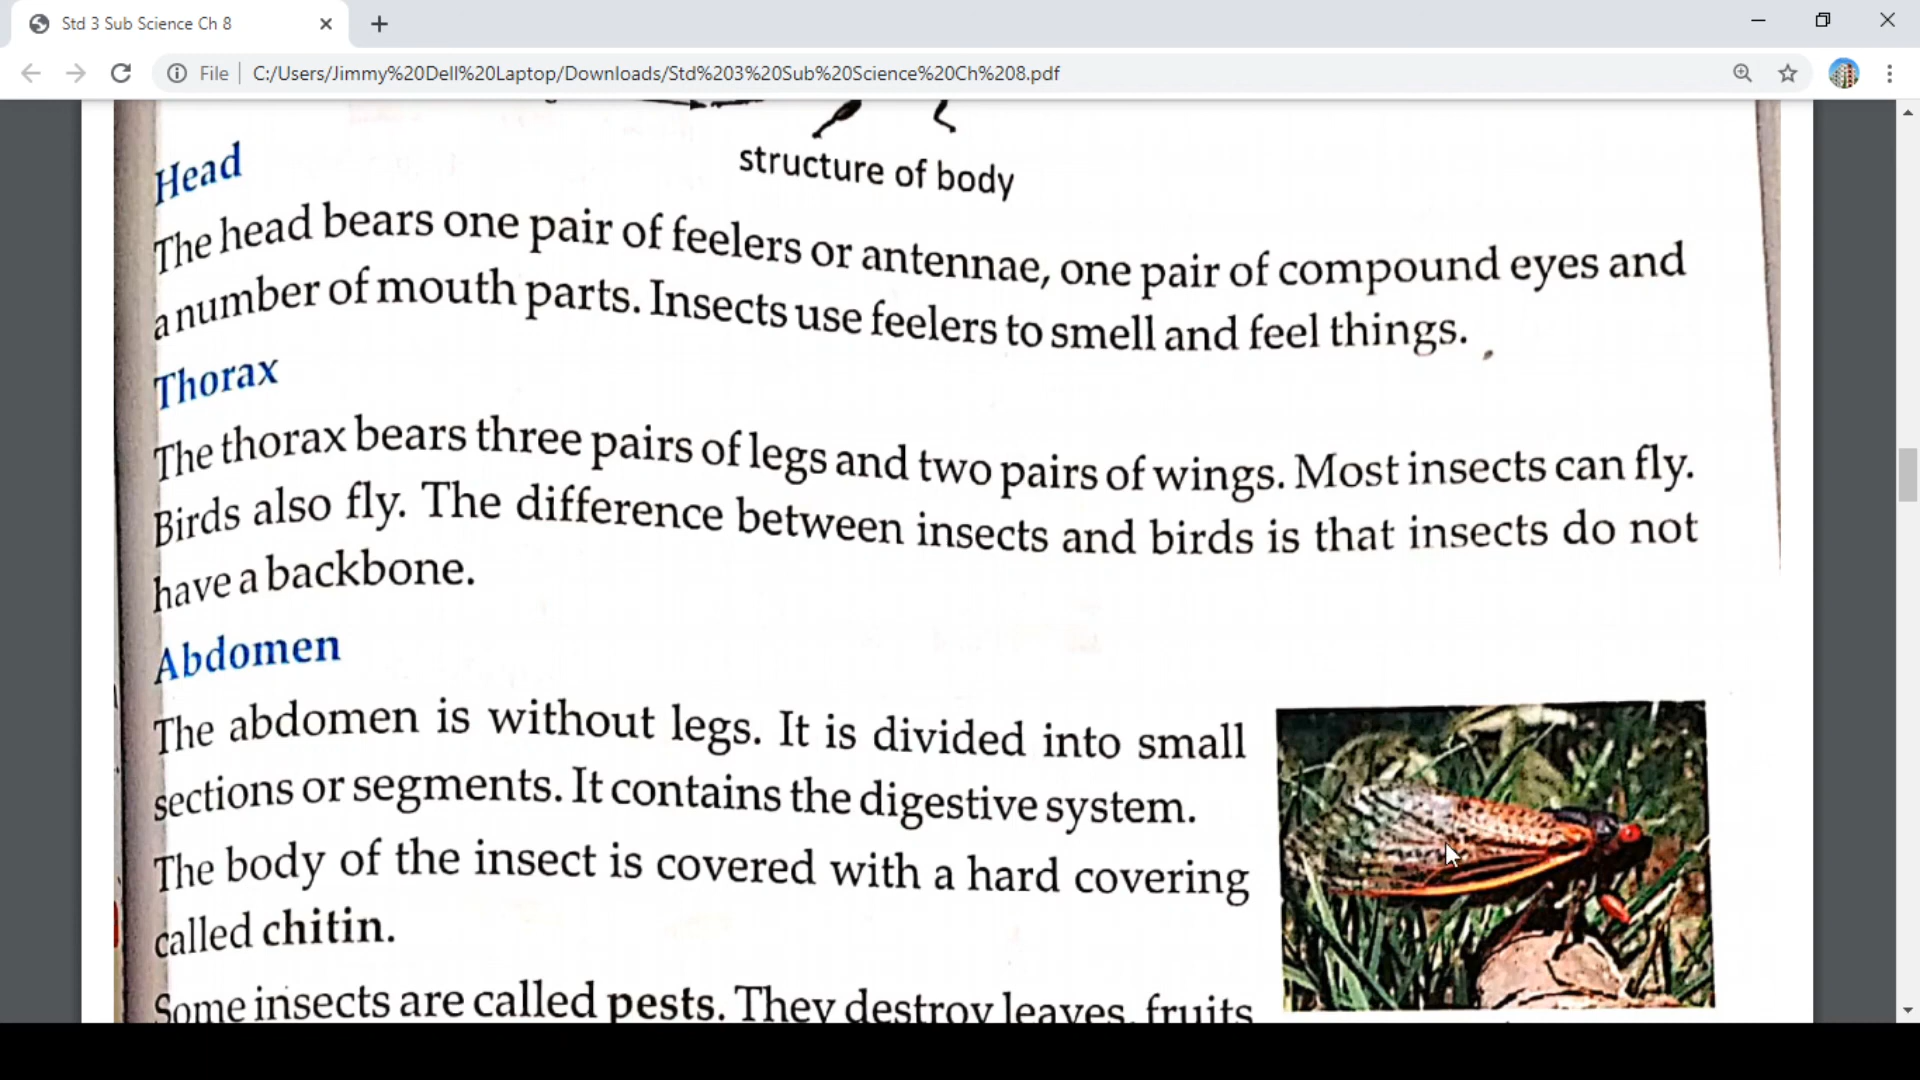 Std 3 Sub Science Ch 8
File
C:/Users/Jimmy%20Dell%20Laptop/Downloads/Std%203%20Sub%20Science%20Ch%208.pdf
structure of body
Head
The head bears one pair of feelers or antennae, one pair of compound eyes and
a number of mouth parts. Insects use feelers to smell and feel things.
Thorax
The thorax bears three pairs of legs and two pairs of wings. Most insects can fly.
Birds also fly. The difference between insects and birds is that insects do not
have a backbone.
Abdomen
The abdomen is without legs. It is divided into small
sections or segments. It contains the digestive system.
The body of the insect is covered with a hard covering
called chitin.
Some insects are called pests. They destroy leaves, fruits